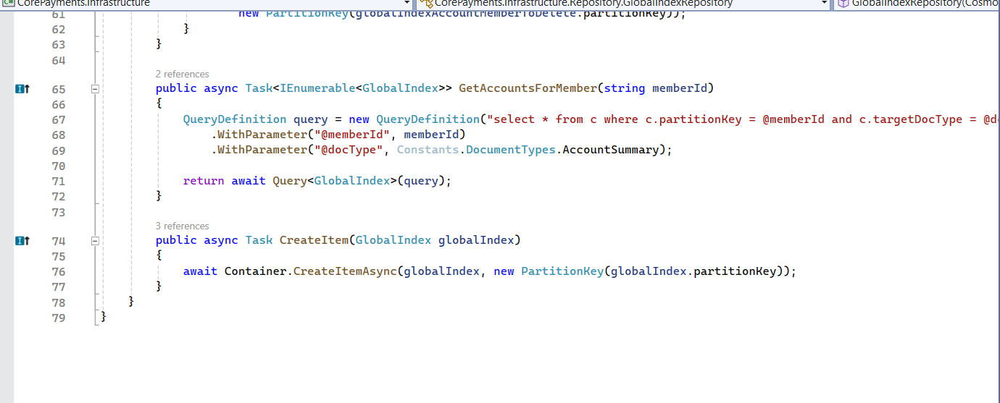 CorePayments.Infrastructure CorePayments.Infrastructure.Repository.GlobalIndexRepository GlobalIndexRepository(Cosmo
61 new PartitionKey(globalIndexAccountMemberToDelete.partitionKey));
62 }
63 }
64
2 references
65 public async Task<IEnumerable<GlobalIndex>> GetAccountsForMember(string memberId)
66 {
67 QueryDefinition query = new QueryDefinition("select * from c where c.partitionKey = @memberId and c.targetDocType = @do
68 .WithParameter("@memberId", memberId)
69 .WithParameter("@docType", Constants.DocumentTypes.AccountSummary);
70
71 return await Query<GlobalIndex>(query);
72 }
73
3 references
74 public async Task CreateItem(GlobalIndex globalIndex)
75 {
76 await Container.CreateItemAsync(globalIndex, new PartitionKey(globalIndex.partitionKey));
77 }
78 }
79 }